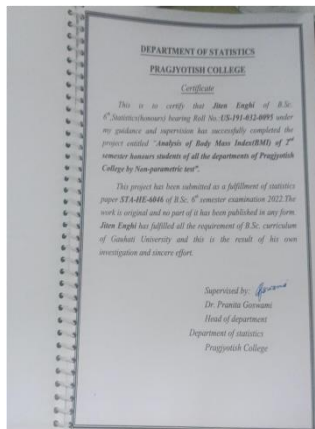 DEPARTMENT OF STATISTICS
PRAGJYOTISH COLLEGE
Certificate
This is to certify that Jiten Enghi of B.Sc.
6th Statistics(honours) bearing Roll No. US-191-032-0095 under
my guidance and supervision has successfully completed the
project entitled "Analysis of Body Mass Index(BMI) of 2nd
semester honours students of all the departments of Pragjyotish
College by Non-parametric test".
This project has been submitted as a fulfillment of statistics
paper STA-HE-6046 of B.Sc. 6th semester examination 2022.The
work is original and no part of it has been published in any form.
Jiten Enghi has fulfilled all the requirement of B.Sc. curriculum
of Gauhati University and this is the result of his own
investigation and sincere effort.
Supervised by: Goswami
Dr. Pranita Goswami
Head of department
Department of statistics
Pragjyotish College